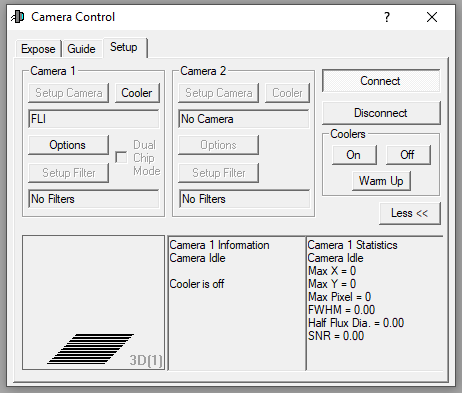 Camera Control
?
Expose Guide Setup
Camera 1
Setup Camera Cooler
FLI
Options
Dual
Chip
Mode
Setup Filter
No Filters
Camera 2
Setup Camera Cooler
No Camera
Options
Setup Filter
No Filters
Connect
Disconnect
Coolers
On Off
Warm Up
Less <<
3D(1)
Camera 1 Information
Camera Idle
Cooler is off
Camera 1 Statistics
Camera Idle
Max X = 0
Max Y = 0
Max Pixel = 0
FWHM = 0.00
Half Flux Dia. = 0.00
SNR = 0.00